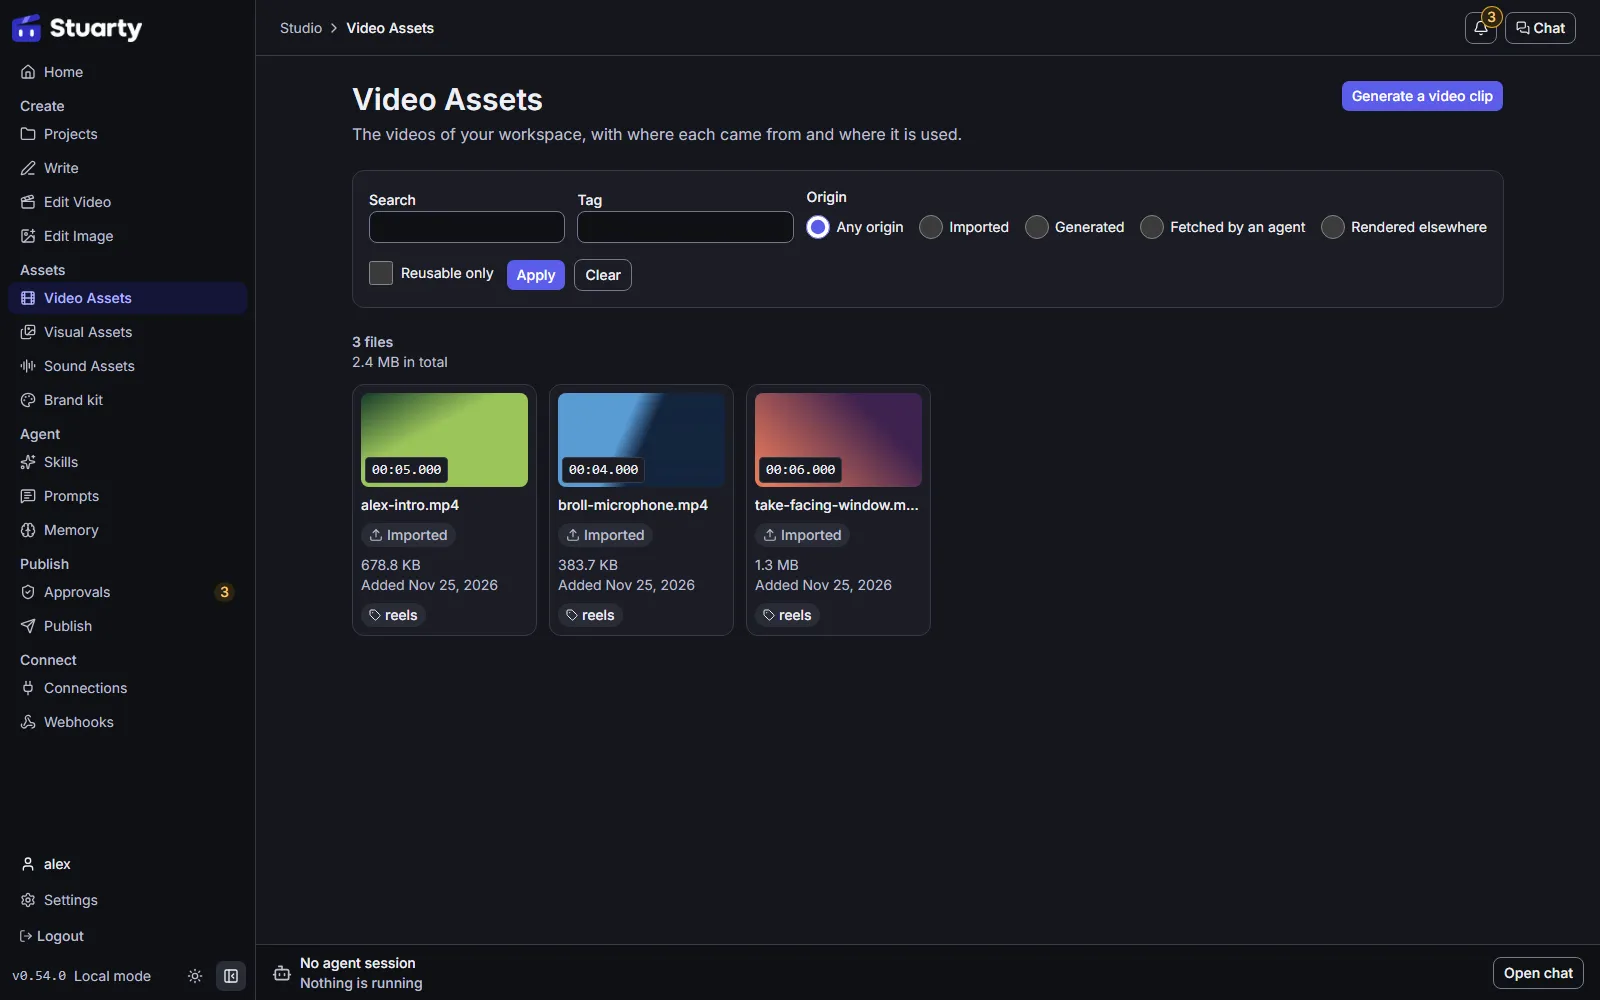 Stuarty
Home
Create
Projects
Write
Edit Video
Edit Image
Assets
Video Assets
Visual Assets
Sound Assets
Brand kit
Agent
Skills
Prompts
Memory
Publish
Approvals 3
Publish
Connect
Connections
Webhooks
alex
Settings
Logout
v0.54.0 Local mode
Studio > Video Assets
3
Chat
Video Assets
Generate a video clip
The videos of your workspace, with where each came from and where it is used.
Search
Tag
Origin
Any origin Imported Generated Fetched by an agent Rendered elsewhere
Reusable only Apply Clear
3 files
2.4 MB in total
00:05.000
alex-intro.mp4
Imported
678.8 KB
Added Nov 25, 2026
reels
00:04.000
broll-microphone.mp4
Imported
383.7 KB
Added Nov 25, 2026
reels
00:06.000
take-facing-window.m...
Imported
1.3 MB
Added Nov 25, 2026
reels
No agent session
Nothing is running
Open chat